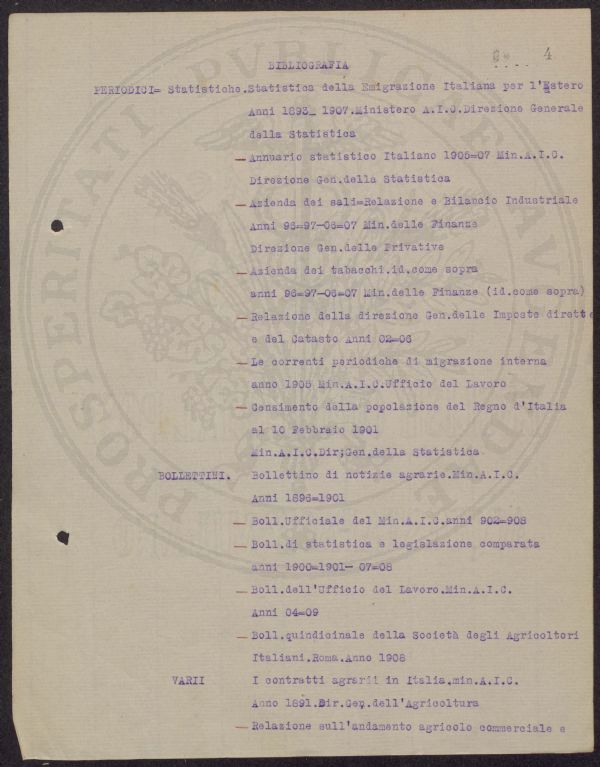 4
BIBLIOGRAFIA
PERIODICI= Statistiche.Statistica della Emigrazione Italiana per l'Estero
Anni 1893_ 1907.Ministero A.I.C.Direzione Generale
della Statistica
— Annuario statistico Italiano 1905=07 Min.A.I.C.
Direzione Gen.della Statistica
— Azienda dei sali=Relazione e Bilancio Industriale
Anni 96=97-06=07 Min.delle Finanze
Direzione Gen.delle Privative
— Azienda dei tabacchi.id.come sopra
anni 96=97-06=07 Min.delle Finanze (id.come sopra)
— Relazione della direzione Gen.delle Imposte dirette
e del Catasto Anni 02=06
— Le correnti periodiche di migrazione interna
anno 1905 Min.A.I.C.Ufficio del Lavoro
— Censimento della popolazione del Regno d'Italia
al 10 Febbraio 1901
Min.A.I.C.Dir;Gen.della Statistica
BOLLETTINI. Bollettino di notizie agrarie.Min.A.I.C.
Anni 1896=1901
— Boll.Ufficiale del Min.A.I.C.anni 902=908
— Boll.di statistica e legislazione comparata
anni 1900=1901- 07=08
— Boll.dell'Ufficio del Lavoro.Min.A.I.C.
Anni 04=09
— Boll.quindicinale della Società degli Agricoltori
Italiani.Roma.Anno 1908
VARII I contratti agrarii in Italia.min.A.I.C.
Anno 1891.Dir.Gen.dell'Agricoltura
— Relazione sull'andamento agricolo commerciale e